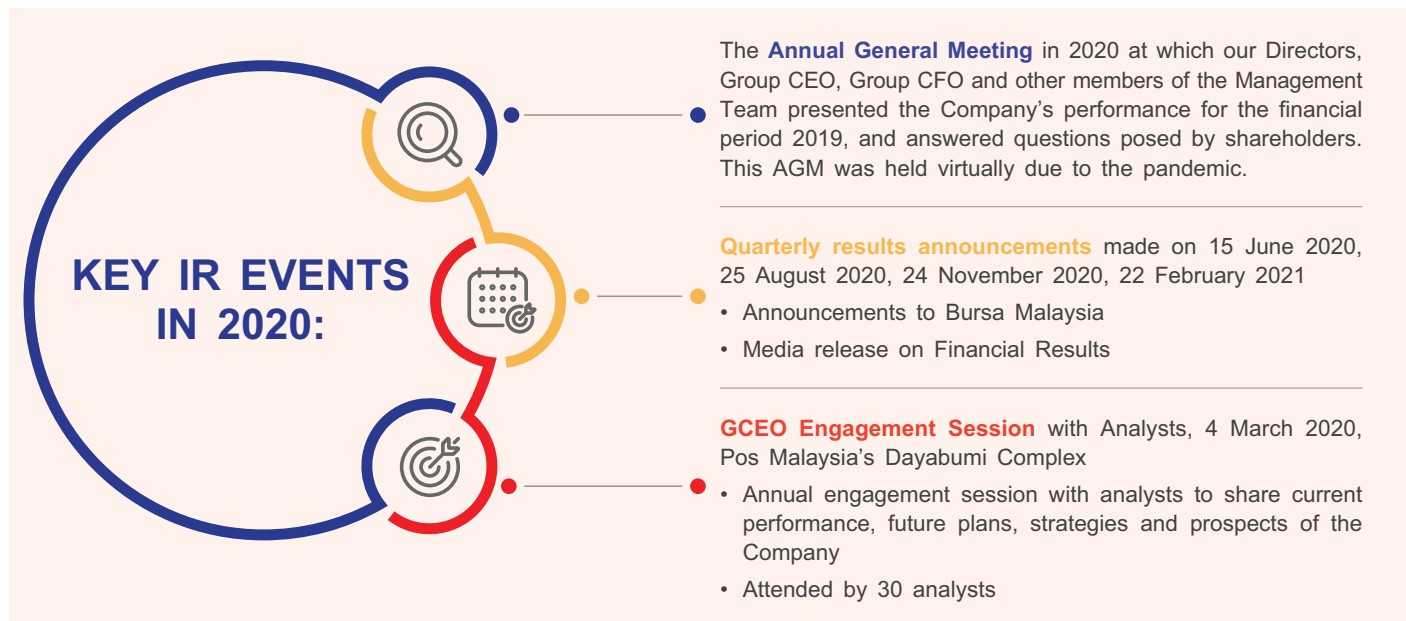 KEY IR EVENTS
IN 2020:
The Annual General Meeting in 2020 at which our Directors,
Group CEO, Group CFO and other members of the Management
Team presented the Company's performance for the financial
period 2019, and answered questions posed by shareholders.
This AGM was held virtually due to the pandemic.
Quarterly results announcements made on 15 June 2020,
25 August 2020, 24 November 2020, 22 February 2021
• Announcements to Bursa Malaysia
• Media release on Financial Results
GCEO Engagement Session with Analysts, 4 March 2020,
Pos Malaysia's Dayabumi Complex
• Annual engagement session with analysts to share current
performance, future plans, strategies and prospects of the
Company
• Attended by 30 analysts